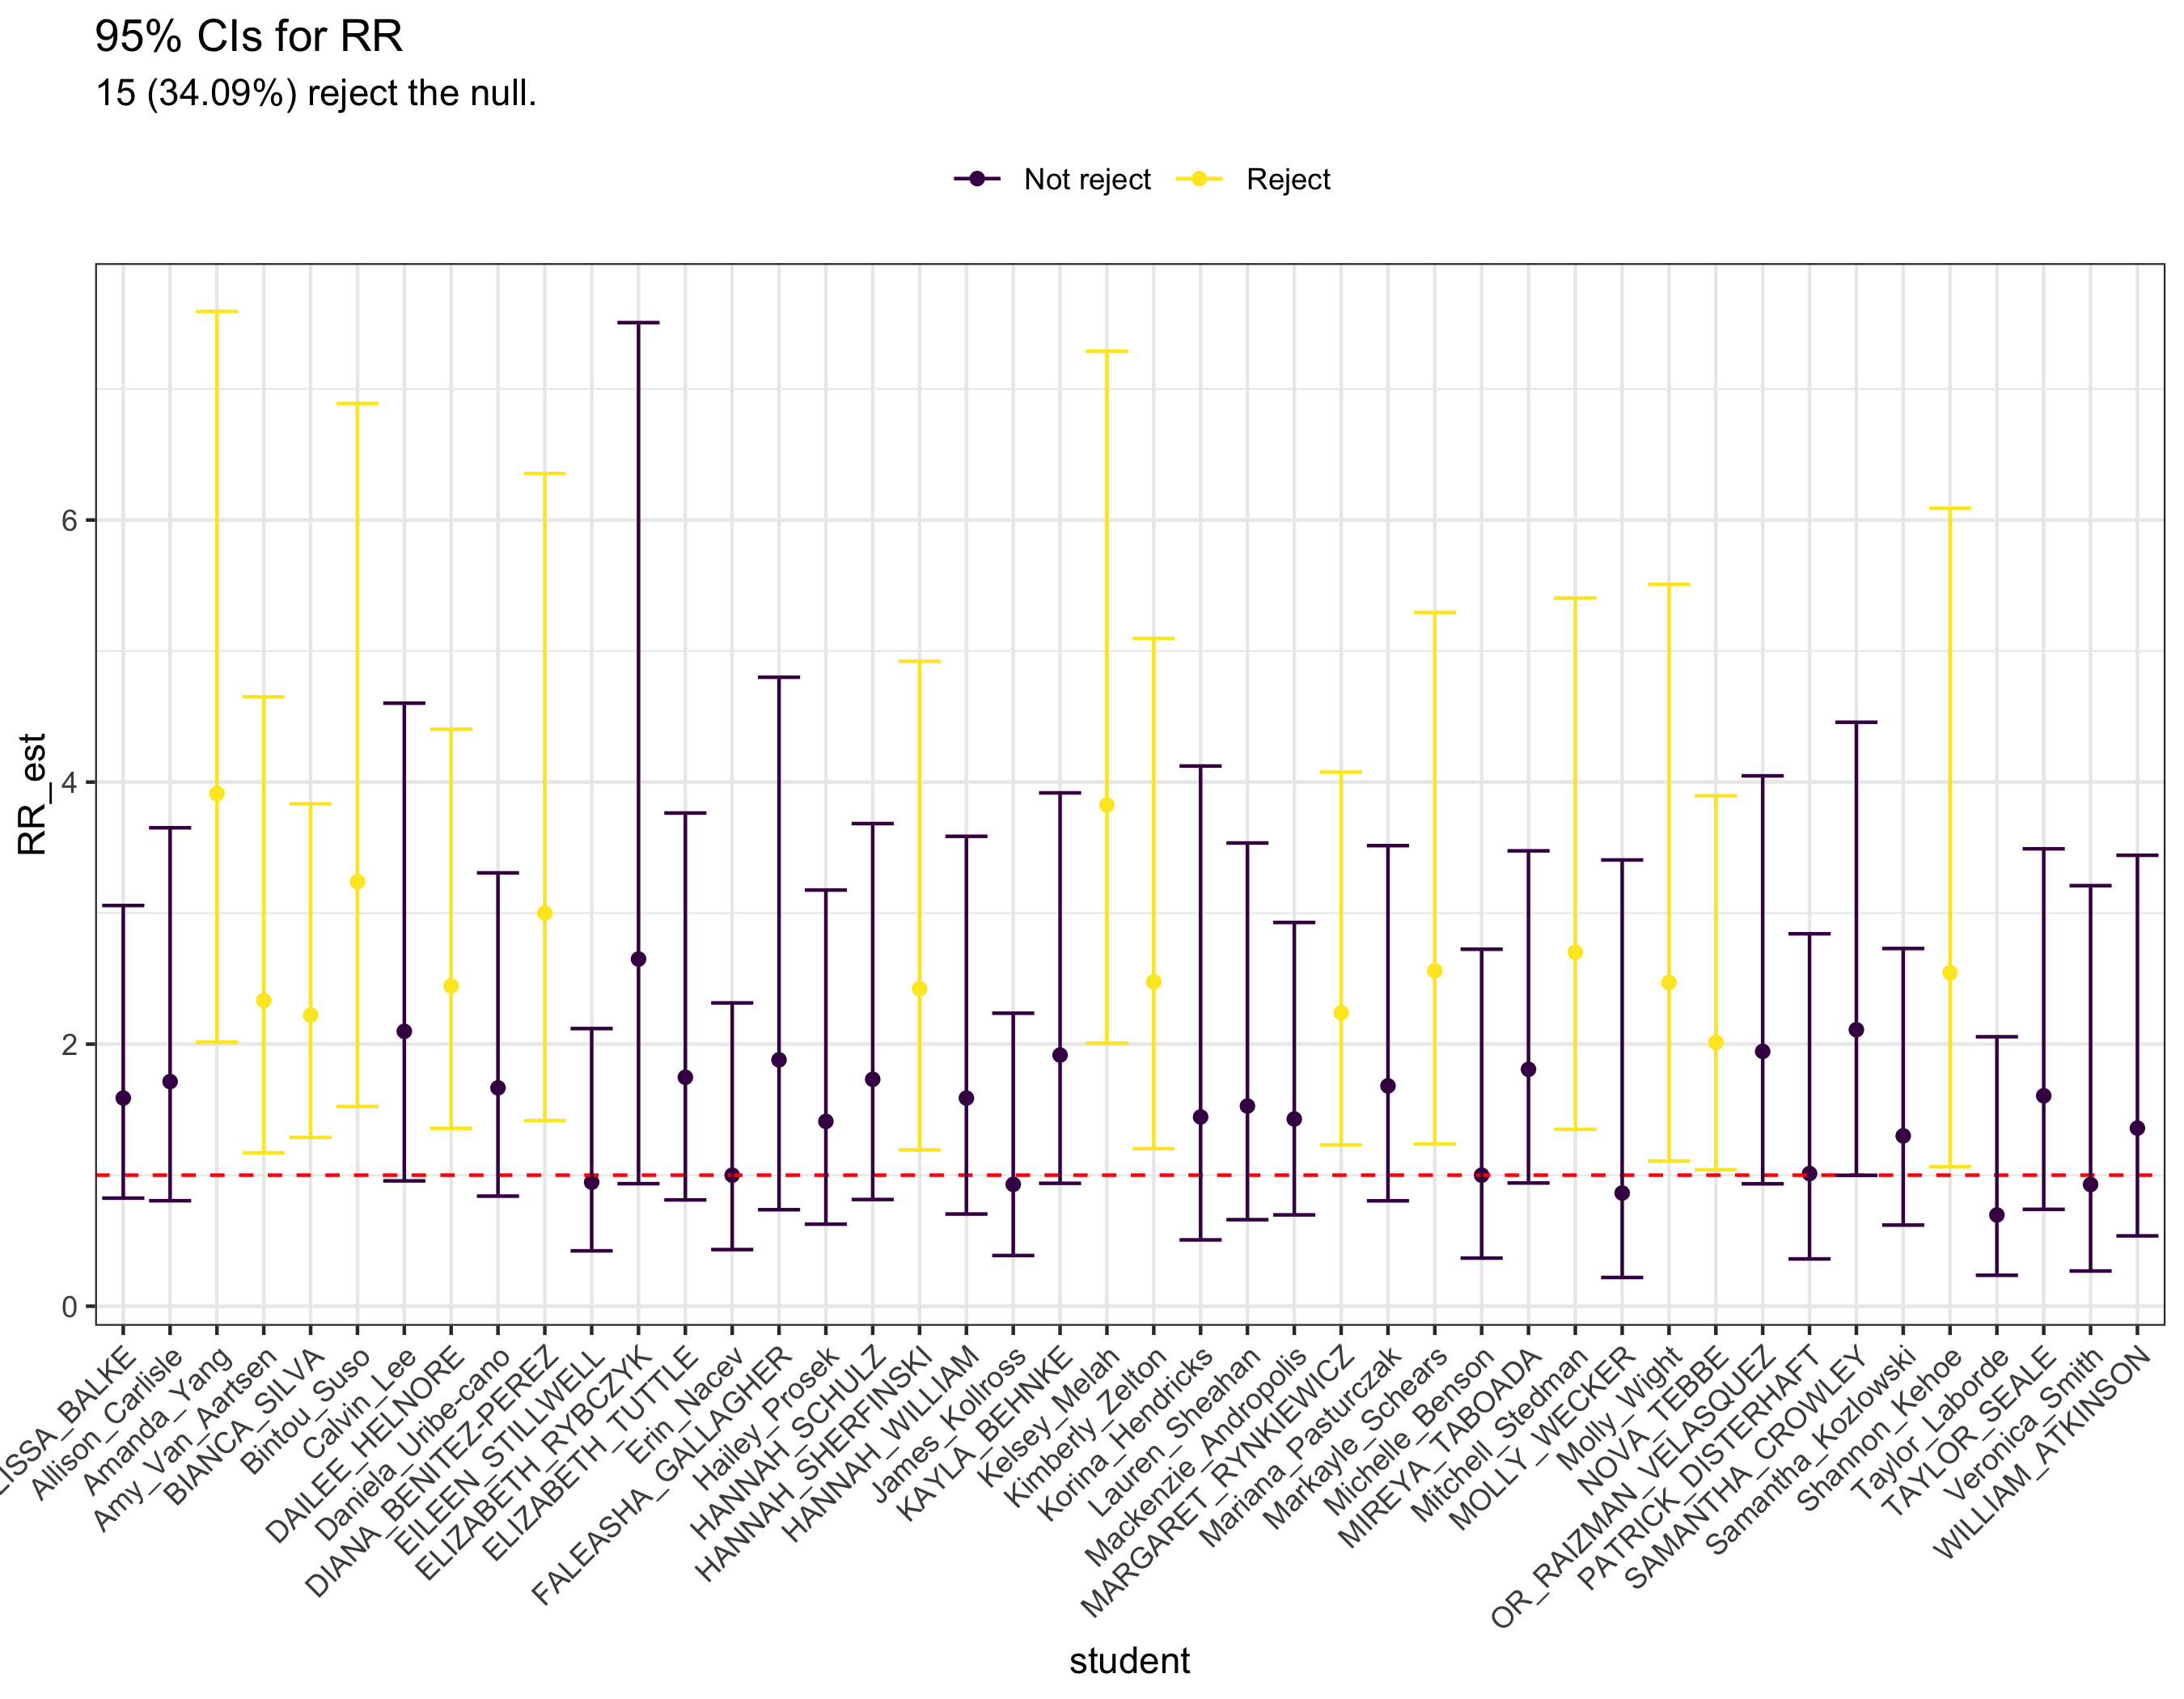 95% CIs for RR
15 (34.09%) reject the null.
Not reject
Reject
RR_est
6
4
2
0
LISSA_BALKE
Allison_Carlisle
Amanda_Yang
Amy_Van_Aartsen
BIANCA_SILVA
Bintou_Suso
Calvin_Lee
DAILEE_HELNORE
Daniela_Uribe-cano
DIANA_BENITEZ-PEREZ
EILEEN_STILLWELL
ELIZABETH_RYBCZYK
ELIZABETH_TUTTLE
Erin_Nacev
FALEASHA_GALLAGHER
Hailey_Prosek
HANNAH_SCHULZ
HANNAH_SHERFINSKI
HANNAH_WILLIAM
James_Kollross
KAYLA_BEHNKE
Kelsey_Melah
Kimberly_Zelton
Korina_Hendricks
Lauren_Sheahan
Mackenzie_Andropolis
MARGARET_RYNKIEWICZ
Mariana_Pasturczak
Markayle_Schears
Michelle_Benson
MIREYA_TABOADA
Mitchell_Stedman
MOLLY_WECKER
Molly_Wight
NOVA_TEBBE
OR_RAIZMAN_VELASQUEZ
PATRICK_DISTERHAFT
SAMANTHA_CROWLEY
Samantha_Kozlowski
Shannon_Kehoe
Taylor_Laborde
TAYLOR_SEALE
Veronica_Smith
WILLIAM_ATKINSON
student